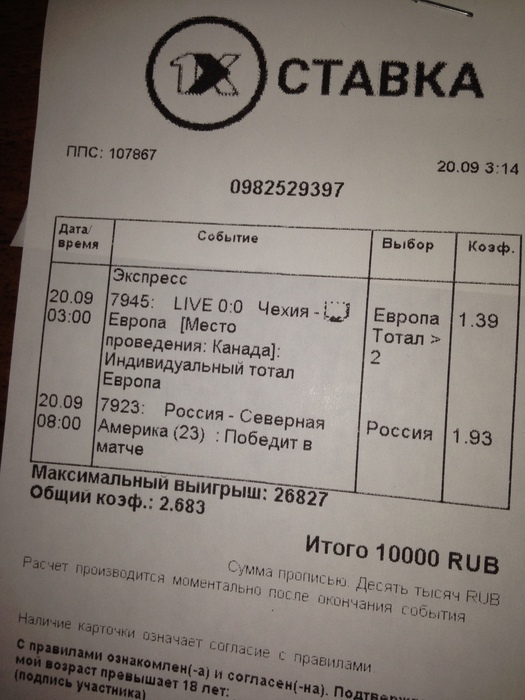 1X СТАВКА
ППС: 107867
20.09 3:14
0982529397
Дата/
время
Событие
Выбор
Коэф.
Экспресс
20.09
03:00
7945: LIVE 0:0 Чехия -
Европа [Место
проведения: Канада]:
Индивидуальный тотал
Европа
Европа
Тотал >
2
1.39
20.09
08:00
7923: Россия - Северная
Америка (23) : Победит в
матче
Россия
1.93
Максимальный выигрыш: 26827
Общий коэф.: 2.683
Итого 10000 RUB
Сумма прописью. Десять тысяч RUB
Расчет производится моментально после окончания события
Наличие карточки означает согласие с правилами
С правилами ознакомлен(-а) и согласен(-на).
мой возраст превышает 18 лет:
(подпись участника)